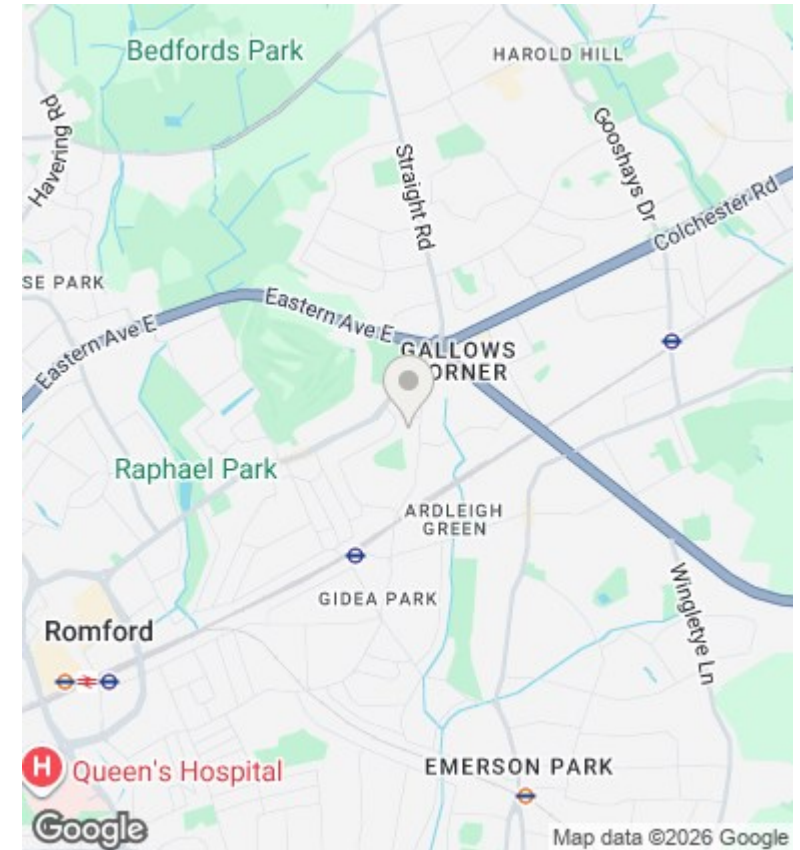 Bedfords Park
HAROLD HILL
Havering Rd
Straight Rd
Gooshays Dr
Colchester Rd
SE PARK
Eastern Ave E
Eastern Ave E
GALLOWS
ORNER
Raphael Park
ARDLEIGH
GREEN
GIDEA PARK
Wingletye Ln
Romford
H
Queen's Hospital
EMERSON PARK
Google
Map data ©2026 Google